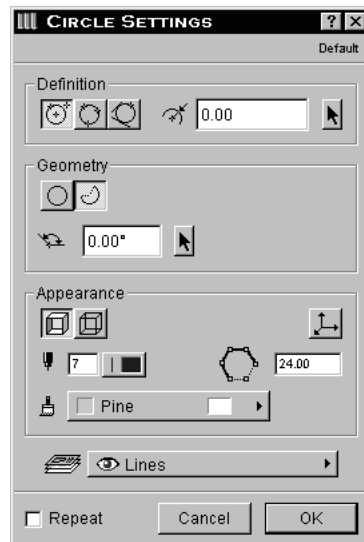 CIRCLE SETTINGS ? X
Default
Definition
0.00
Geometry
0.00°
Appearance
7 24.00
Pine
Lines
Repeat Cancel OK